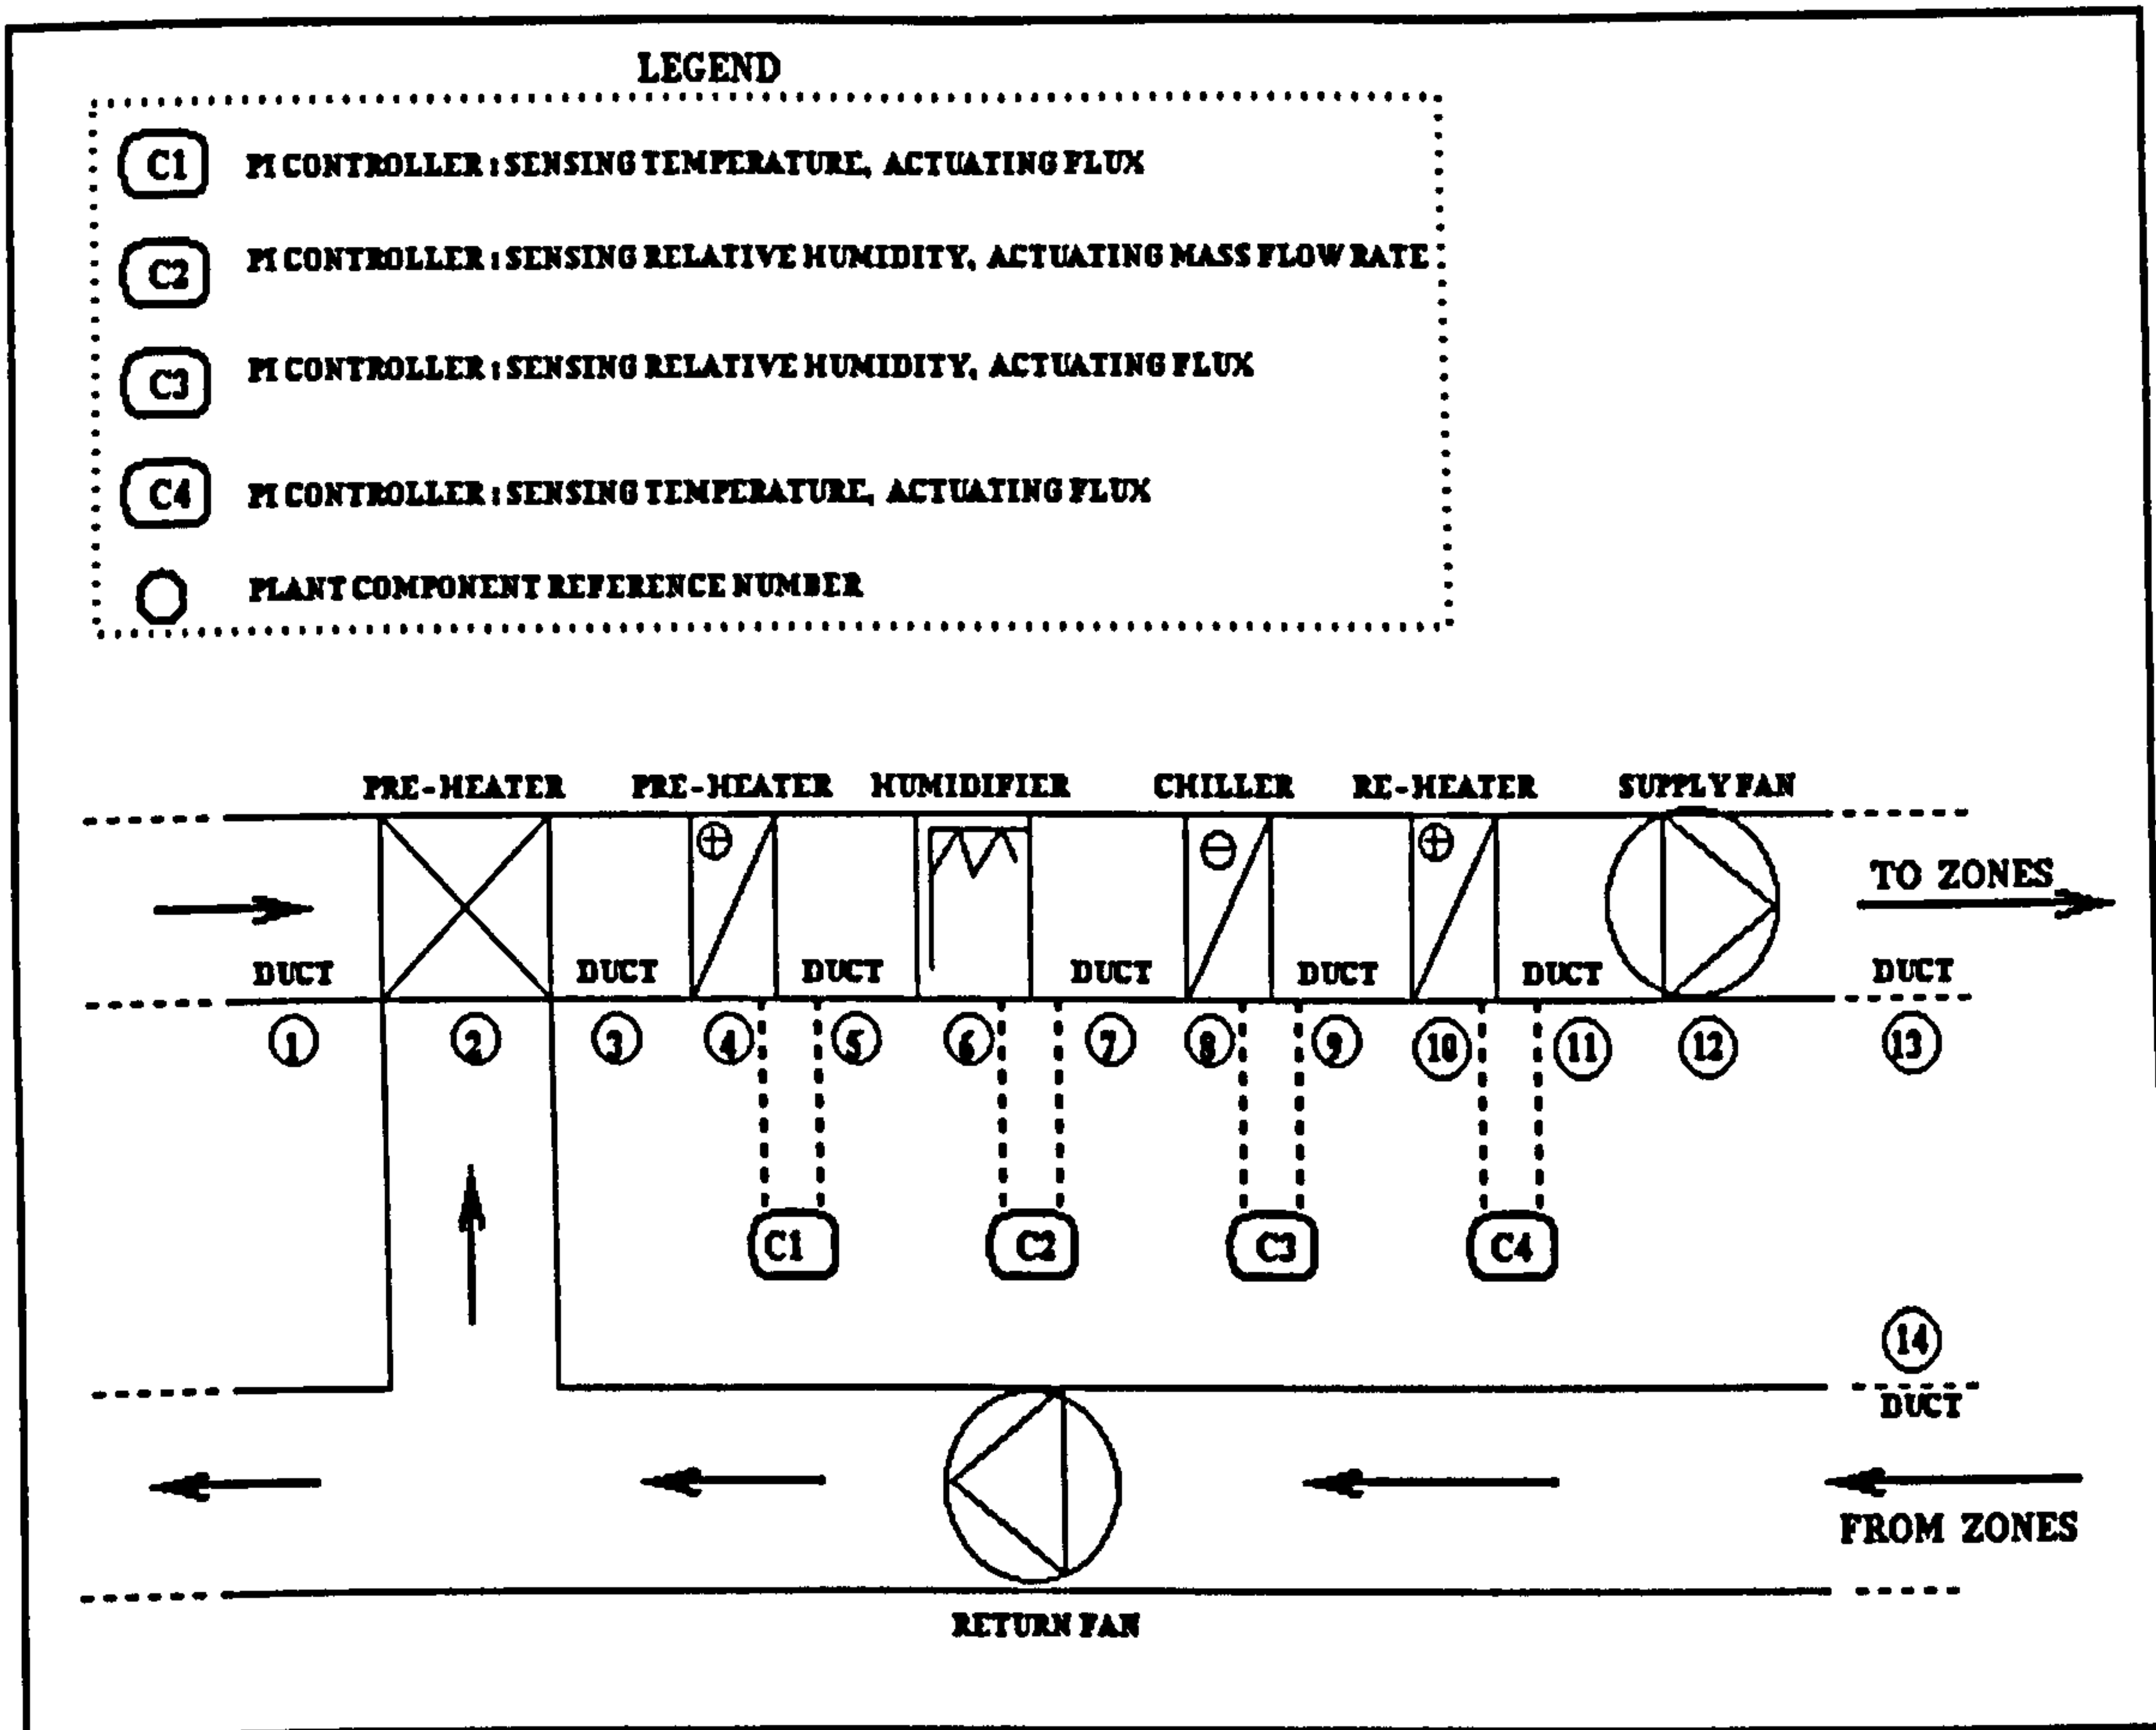 LEGEND
C1 PI CONTROLLER : SENSING TEMPERATURE, ACTUATING FLUX
C2 PI CONTROLLER : SENSING RELATIVE HUMIDITY, ACTUATING MASS FLOW RATE
C3 PI CONTROLLER : SENSING RELATIVE HUMIDITY, ACTUATING FLUX
C4 PI CONTROLLER : SENSING TEMPERATURE, ACTUATING FLUX
PLANT COMPONENT REFERENCE NUMBER
PRE-HEATER PRE-HEATER HUMIDIFIER CHILLER RE-HEATER SUPPLY FAN
TO ZONES
DUCT DUCT DUCT DUCT DUCT DUCT DUCT
1 2 3 4 5 6 7 8 9 10 11 12 13
C1 C2 C3 C4
14
DUCT
FROM ZONES
RETURN FAN